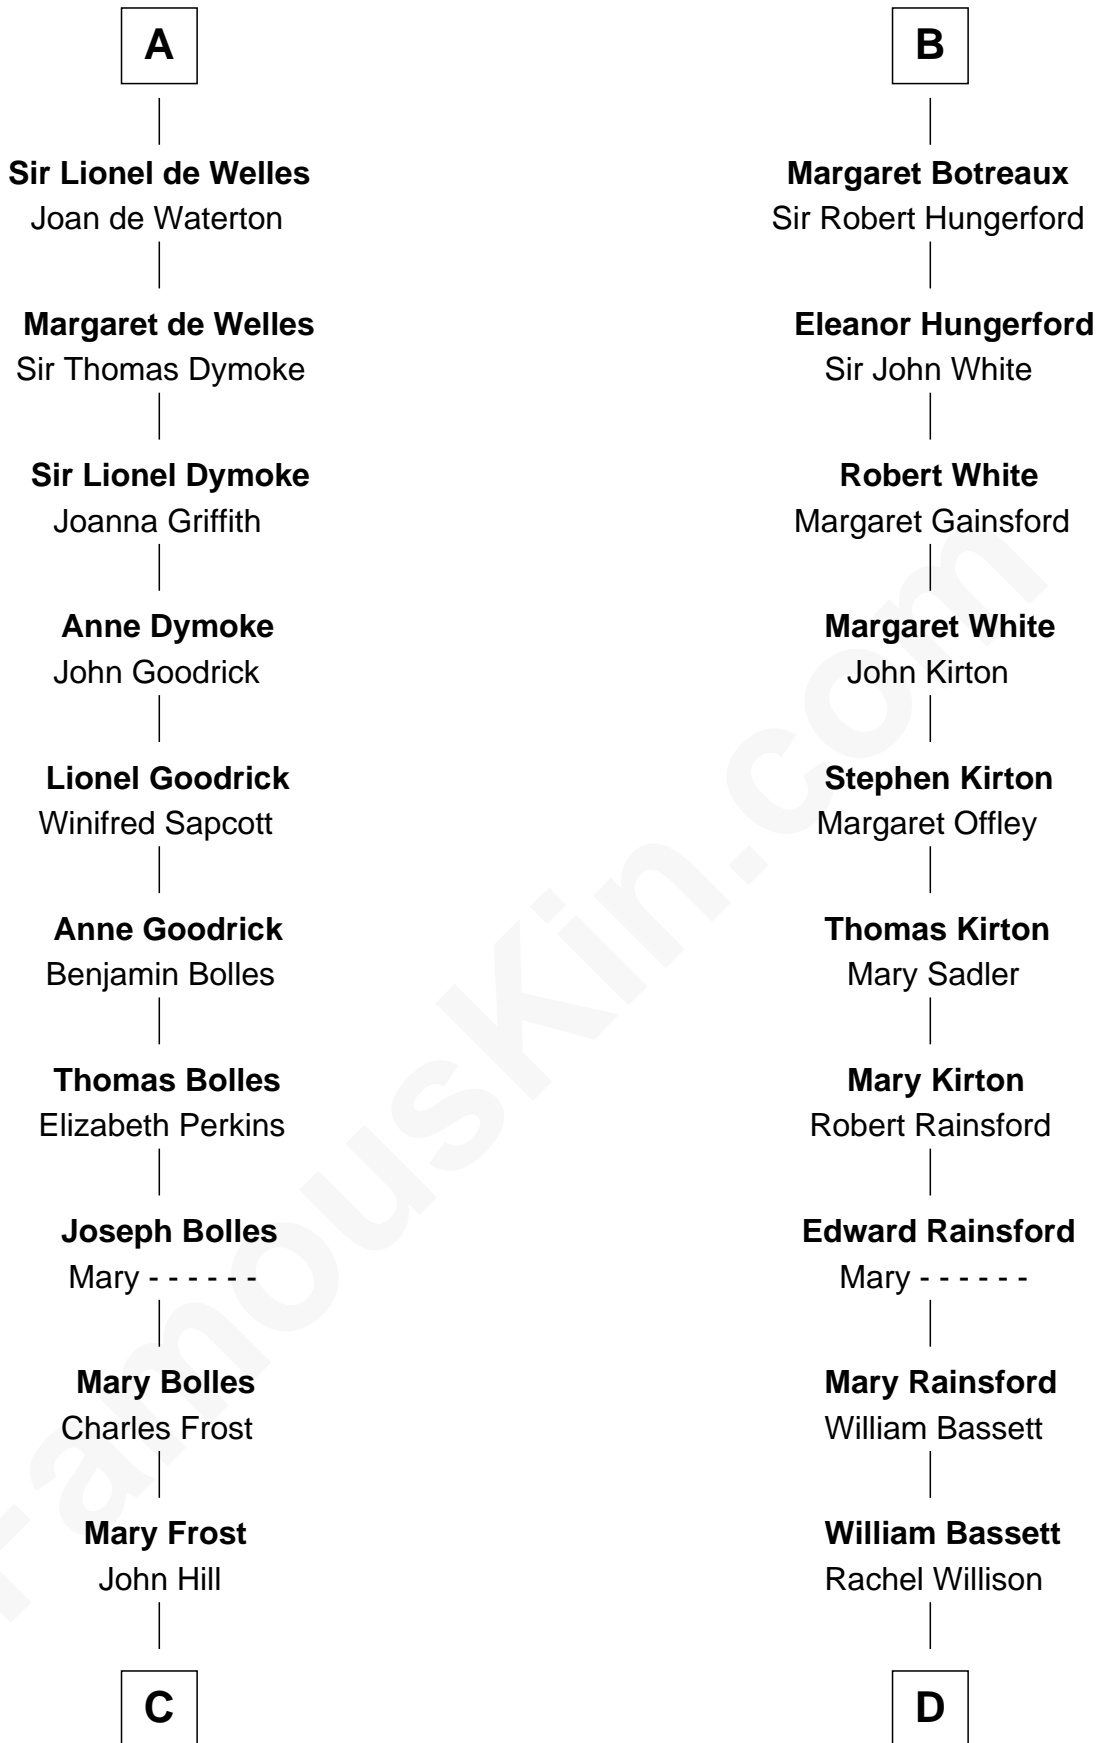 A
Sir Lionel de Welles
Joan de Waterton
Margaret de Welles
Sir Thomas Dymoke
Sir Lionel Dymoke
Joanna Griffith
Anne Dymoke
John Goodrick
Lionel Goodrick
Winifred Sapcott
Anne Goodrick
Benjamin Bolles
Thomas Bolles
Elizabeth Perkins
Joseph Bolles
Mary - - - - - -
Mary Bolles
Charles Frost
Mary Frost
John Hill
C
B
Margaret Botreaux
Sir Robert Hungerford
Eleanor Hungerford
Sir John White
Robert White
Margaret Gainsford
Margaret White
John Kirton
Stephen Kirton
Margaret Offley
Thomas Kirton
Mary Sadler
Mary Kirton
Robert Rainsford
Edward Rainsford
Mary - - - - - -
Mary Rainsford
William Bassett
William Bassett
Rachel Willison
D
FamousKin.com